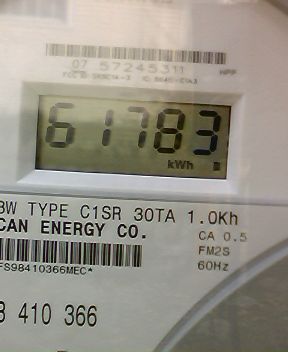 07 57245311
61783
kWh
3W TYPE C1SR 30TA 1.0Kh
CAN ENERGY CO.
CA 0.5
FM2S
FS98410366MEC*
60Hz
410 366